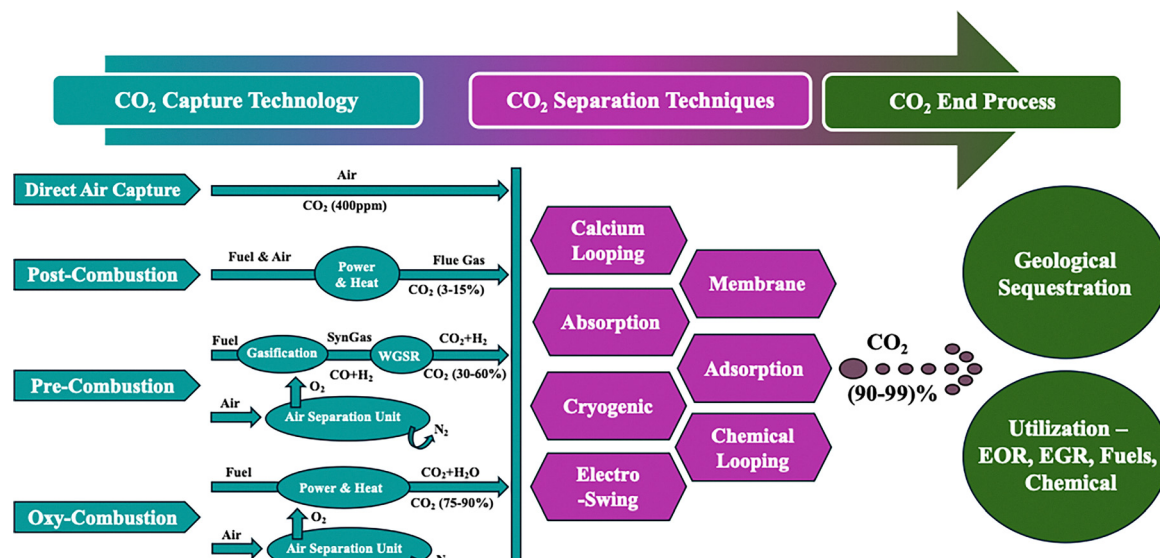 CO₂ Capture Technology
CO₂ Separation Techniques
CO₂ End Process
Direct Air Capture
Air
CO₂ (400ppm)
Post-Combustion
Fuel & Air
Power
& Heat
Flue Gas
CO₂ (3-15%)
Pre-Combustion
Fuel
Gasification
SynGas
CO+H₂
WGSR
CO₂+H₂
CO₂ (30-60%)
O₂
Air
Air Separation Unit
N₂
Oxy-Combustion
Fuel
Power & Heat
CO₂+H₂O
CO₂ (75-90%)
O₂
Air
Air Separation Unit
Calcium
Looping
Membrane
Absorption
Adsorption
Cryogenic
Chemical
Looping
Electro
-Swing
CO₂
(90-99)%
Geological
Sequestration
Utilization –
EOR, EGR, Fuels,
Chemical